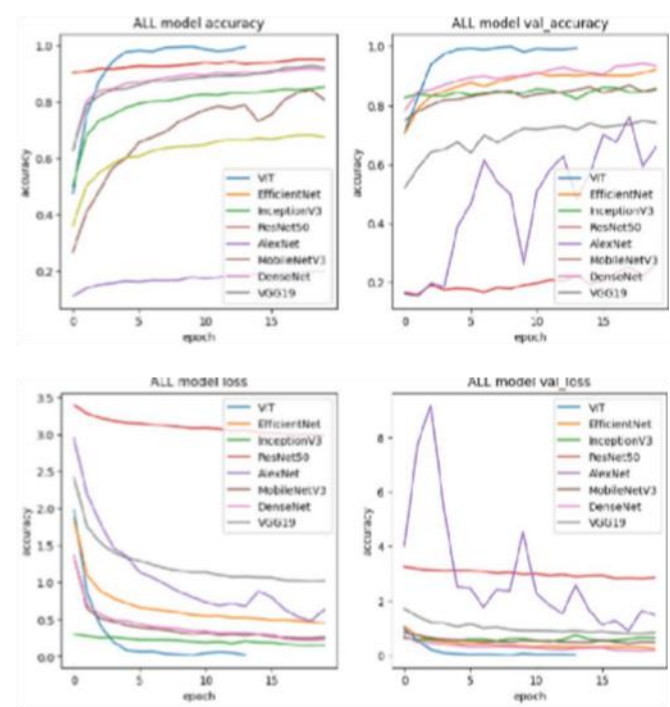 ALL model accuracy
accuracy
1.0
0.8
0.6
0.4
0.2
0 5 10 15
epoch
VIT
EfficientNet
InceptionV3
ResNet50
AlexNet
MobileNetV3
DenseNet
VGG19
ALL model val_accuracy
accuracy
1.0
0.8
0.6
0.4
0.2
0 5 10 15
epoch
VIT
EfficientNet
InceptionV3
ResNet50
AlexNet
MobileNetV3
DenseNet
VGG19
ALL model loss
accuracy
3.5
3.0
2.5
2.0
1.5
1.0
0.5
0.0
0 5 10 15
epoch
VIT
EfficientNet
InceptionV3
ResNet50
AlexNet
MobileNetV3
DenseNet
VGG19
ALL model val_loss
accuracy
8
6
4
2
0
0 5 10 15
epoch
VIT
EfficientNet
InceptionV3
ResNet50
AlexNet
MobileNetV3
DenseNet
VGG19